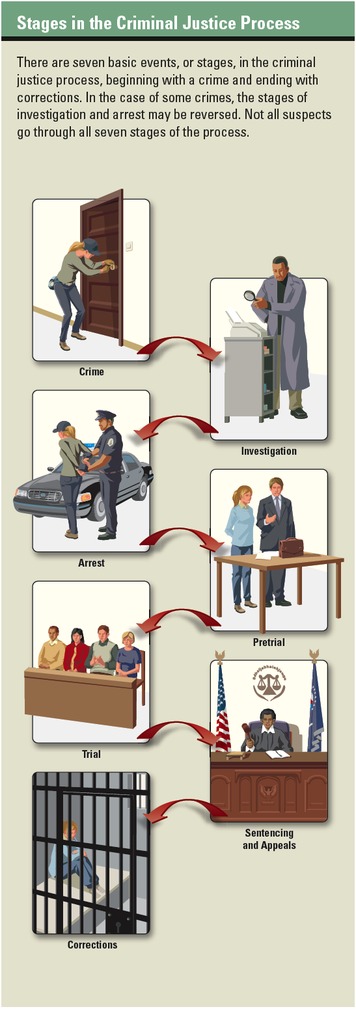 Stages in the Criminal Justice Process
There are seven basic events, or stages, in the criminal
justice process, beginning with a crime and ending with
corrections. In the case of some crimes, the stages of
investigation and arrest may be reversed. Not all suspects
go through all seven stages of the process.
Crime
Investigation
Arrest
Pretrial
Trial
Sentencing
and Appeals
Corrections